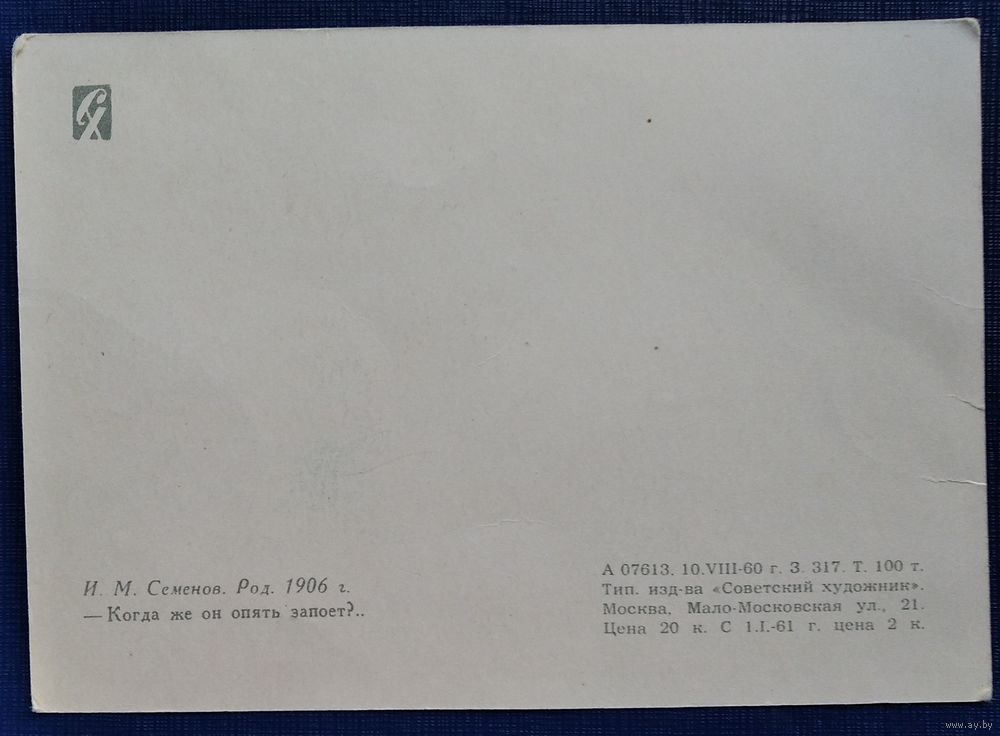 СХ
И. М. Семенов. Род. 1906 г.
— Когда же он опять запоет?..
А 07613. 10.VIII-60 г. З. 317. Т. 100 т.
Тип. изд-ва «Советский художник».
Москва, Мало-Московская ул., 21.
Цена 20 к. С 1.I.-61 г. цена 2 к.
www.ay.by